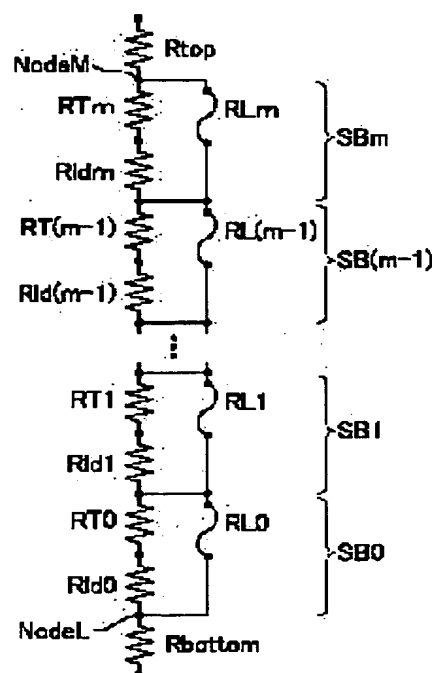 Rtop
NodeM
RTm
RLm
SBm
Rldm
RT(m-1)
RL(m-1)
SB(m-1)
Rld(m-1)
RT1
RL1
SB1
Rld1
RT0
RL0
SB0
Rld0
NodeL
Rbottom